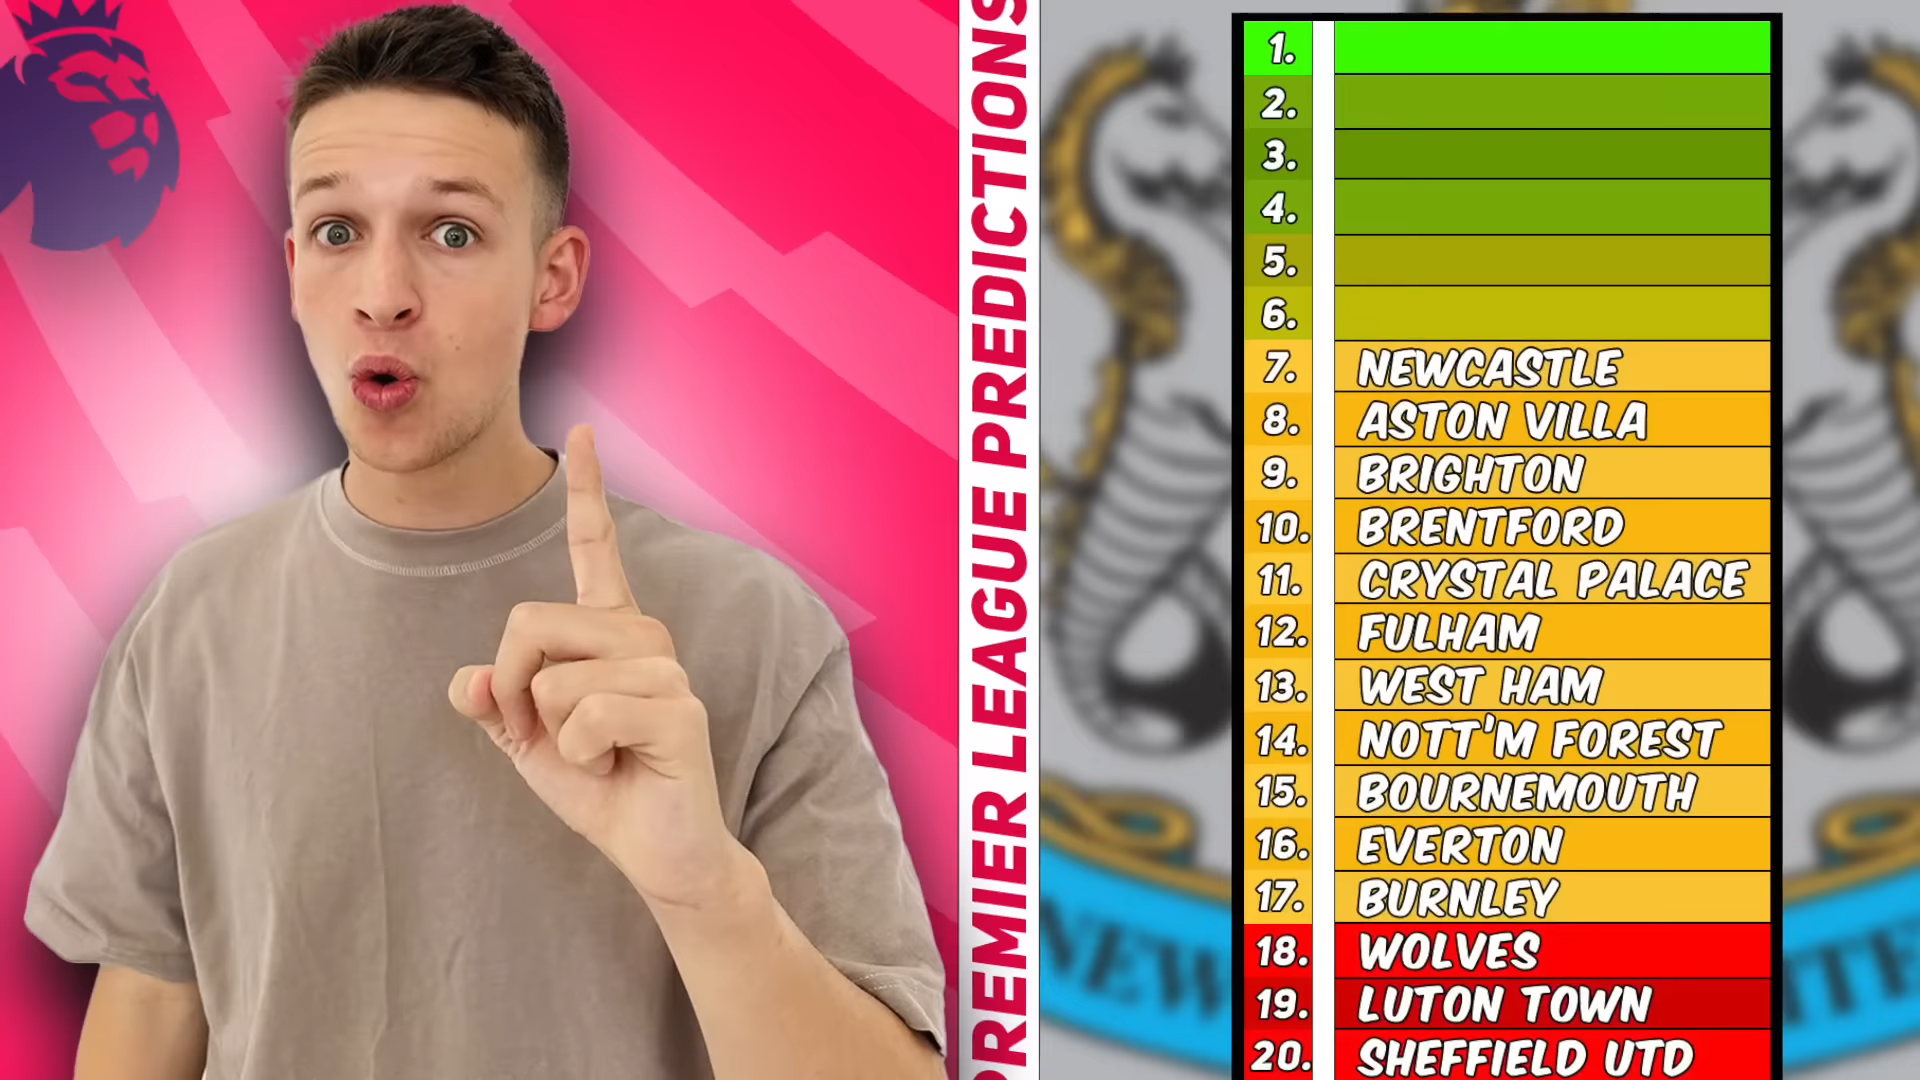 PREMIER LEAGUE PREDICTIONS
1.
2.
3.
4.
5.
6.
7. NEWCASTLE
8. ASTON VILLA
9. BRIGHTON
10. BRENTFORD
11. CRYSTAL PALACE
12. FULHAM
13. WEST HAM
14. NOTT'M FOREST
15. BOURNEMOUTH
16. EVERTON
17. BURNLEY
18. WOLVES
19. LUTON TOWN
20. SHEFFIELD UTD
NEW
ITE